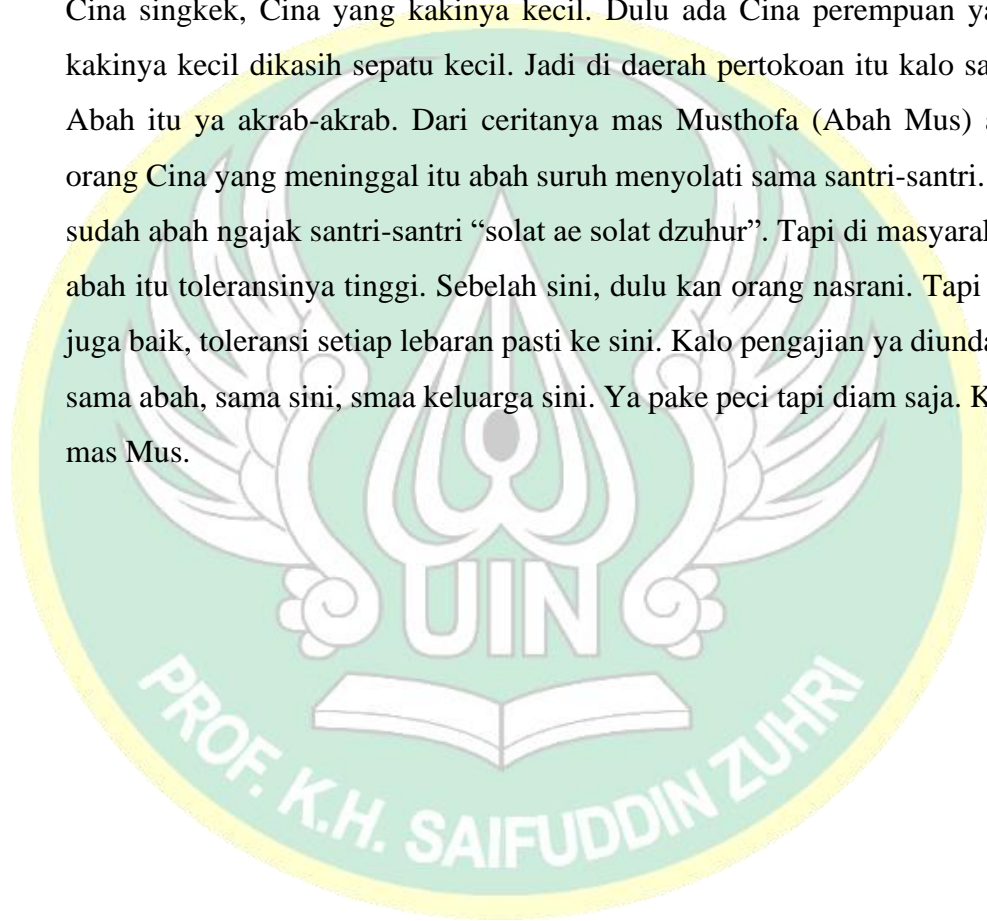 Cina singkek, Cina yang kakinya kecil. Dulu ada Cina perempuan ya
kakinya kecil dikasih sepatu kecil. Jadi di daerah pertokoan itu kalo sa
Abah itu ya akrab-akrab. Dari ceritanya mas Musthofa (Abah Mus) a
orang Cina yang meninggal itu abah suruh menyolati sama santri-santri.
sudah abah ngajak santri-santri “solat ae solat dzuhur”. Tapi di masyaral
abah itu toleransinya tinggi. Sebelah sini, dulu kan orang nasrani. Tapi
juga baik, toleransi setiap lebaran pasti ke sini. Kalo pengajian ya diunda
sama abah, sama sini, smaa keluarga sini. Ya pake peci tapi diam saja. K
mas Mus.
UIN
PROF. K.H. SAIFUDDIN ZUHRI